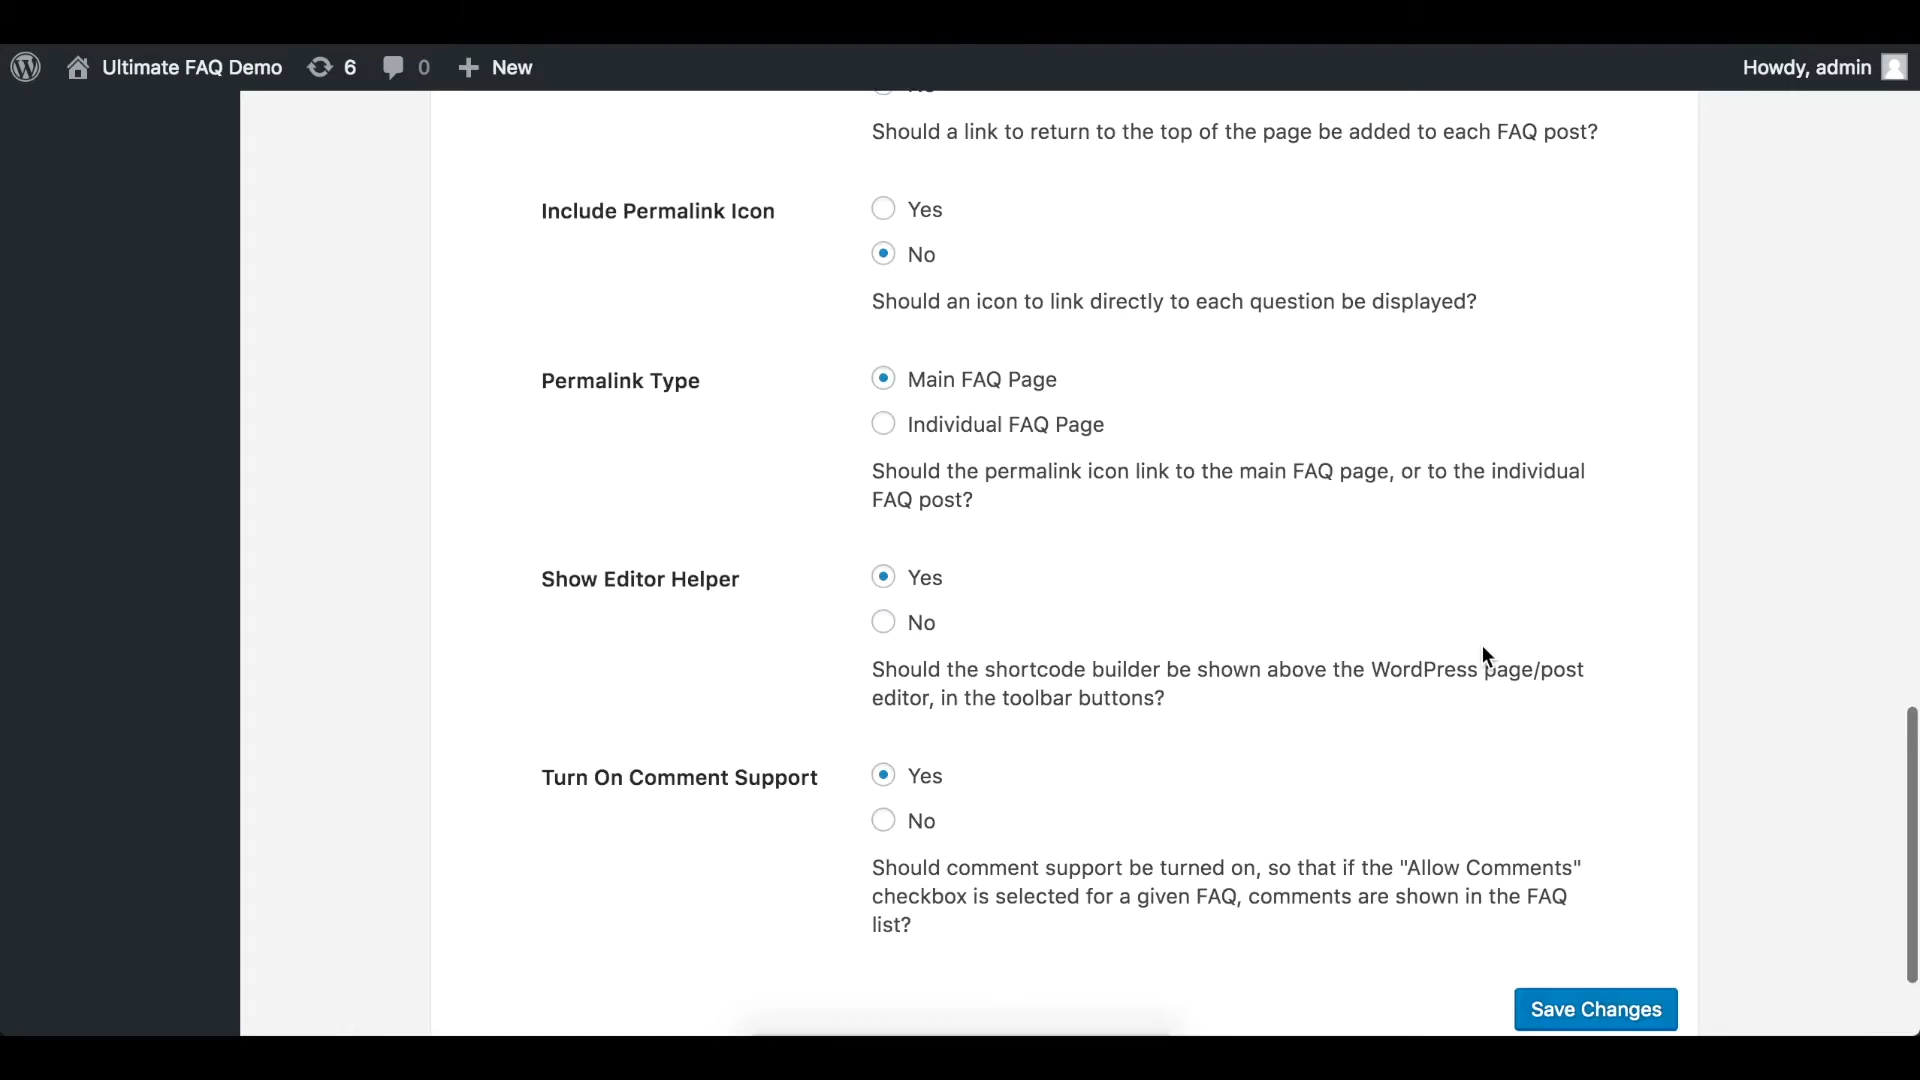 Ultimate FAQ Demo 6 0 New Howdy, admin
Should a link to return to the top of the page be added to each FAQ post?
Include Permalink Icon Yes
No
Should an icon to link directly to each question be displayed?
Permalink Type Main FAQ Page
Individual FAQ Page
Should the permalink icon link to the main FAQ page, or to the individual
FAQ post?
Show Editor Helper Yes
No
Should the shortcode builder be shown above the WordPress page/post
editor, in the toolbar buttons?
Turn On Comment Support Yes
No
Should comment support be turned on, so that if the "Allow Comments"
checkbox is selected for a given FAQ, comments are shown in the FAQ
list?
Save Changes